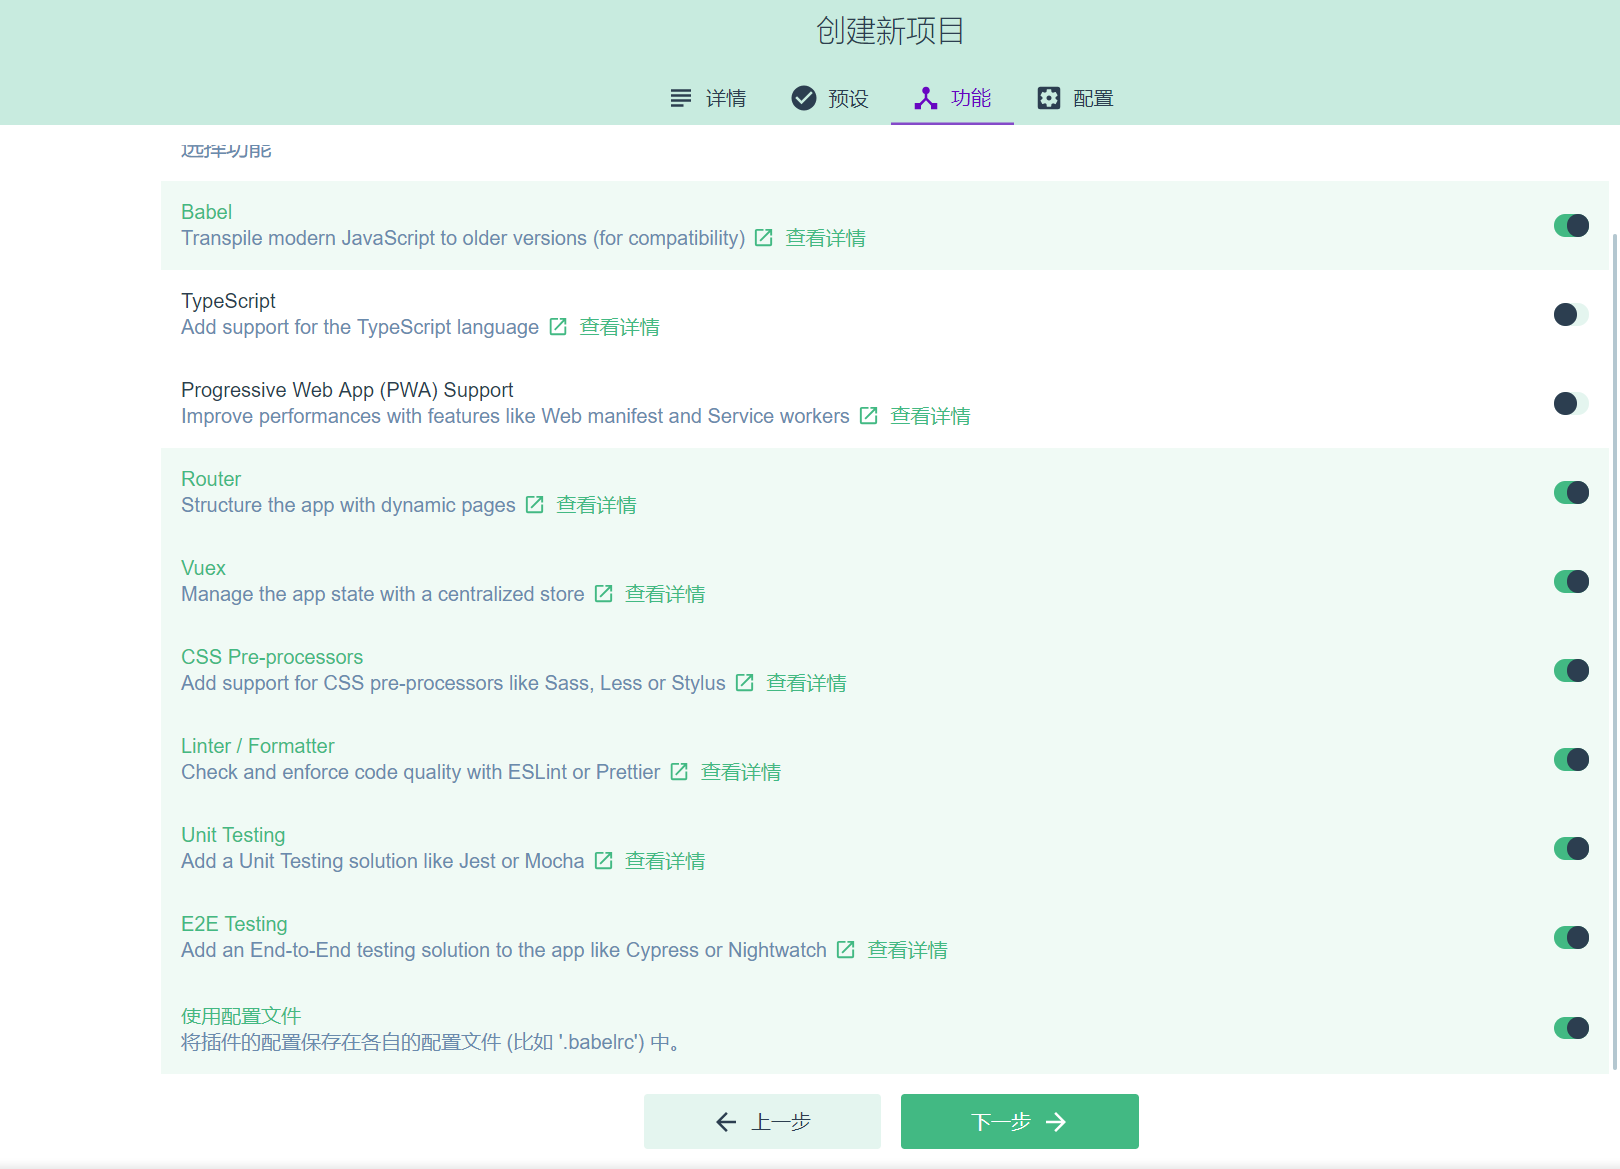 创建新项目
详情 预设 功能 配置
选择功能
Babel
Transpile modern JavaScript to older versions (for compatibility) 查看详情
TypeScript
Add support for the TypeScript language 查看详情
Progressive Web App (PWA) Support
Improve performances with features like Web manifest and Service workers 查看详情
Router
Structure the app with dynamic pages 查看详情
Vuex
Manage the app state with a centralized store 查看详情
CSS Pre-processors
Add support for CSS pre-processors like Sass, Less or Stylus 查看详情
Linter / Formatter
Check and enforce code quality with ESLint or Prettier 查看详情
Unit Testing
Add a Unit Testing solution like Jest or Mocha 查看详情
E2E Testing
Add an End-to-End testing solution to the app like Cypress or Nightwatch 查看详情
使用配置文件
将插件的配置保存在各自的配置文件 (比如 '.babelrc') 中。
上一步 下一步